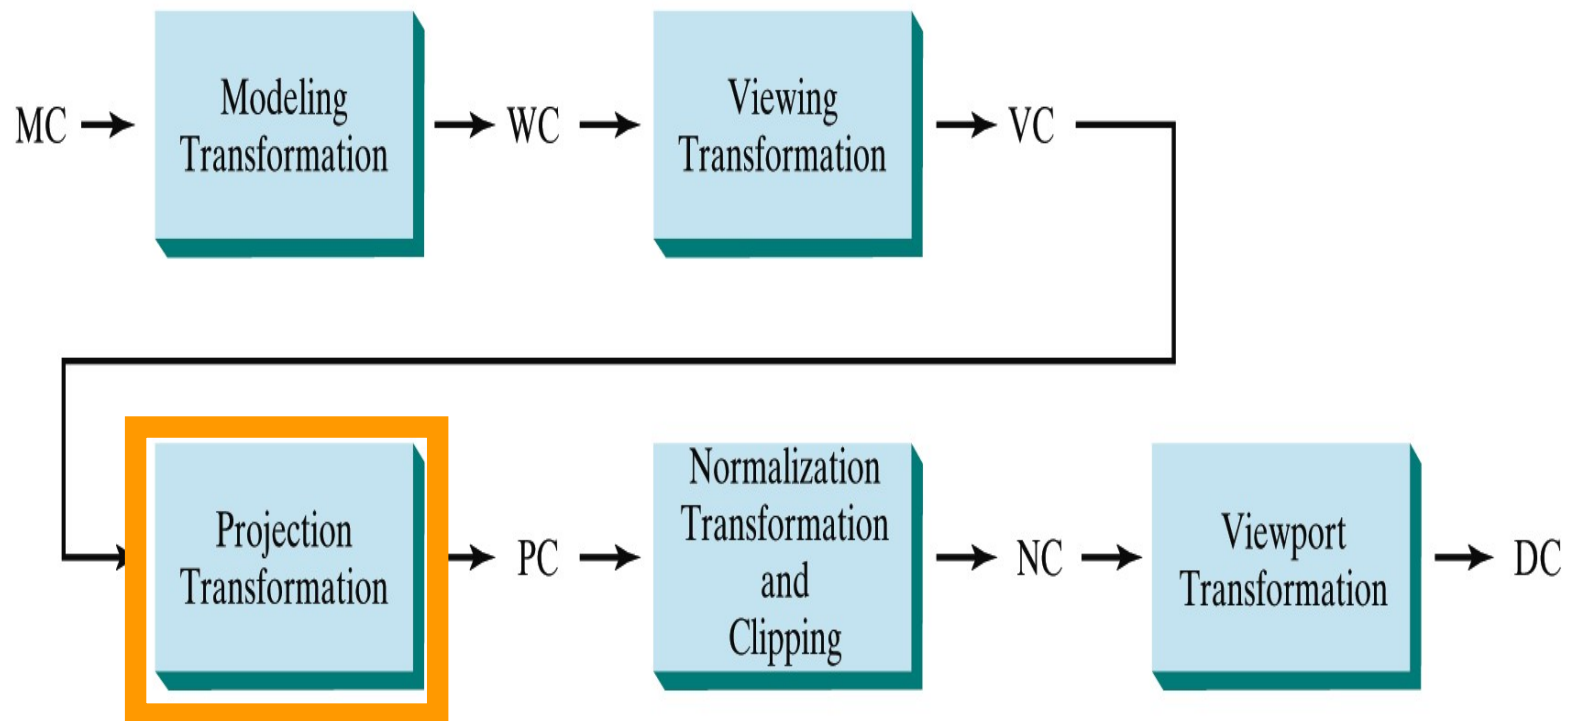 MC
Modeling
Transformation
WC
Viewing
Transformation
VC
Projection
Transformation
PC
Normalization
Transformation
and
Clipping
NC
Viewport
Transformation
DC